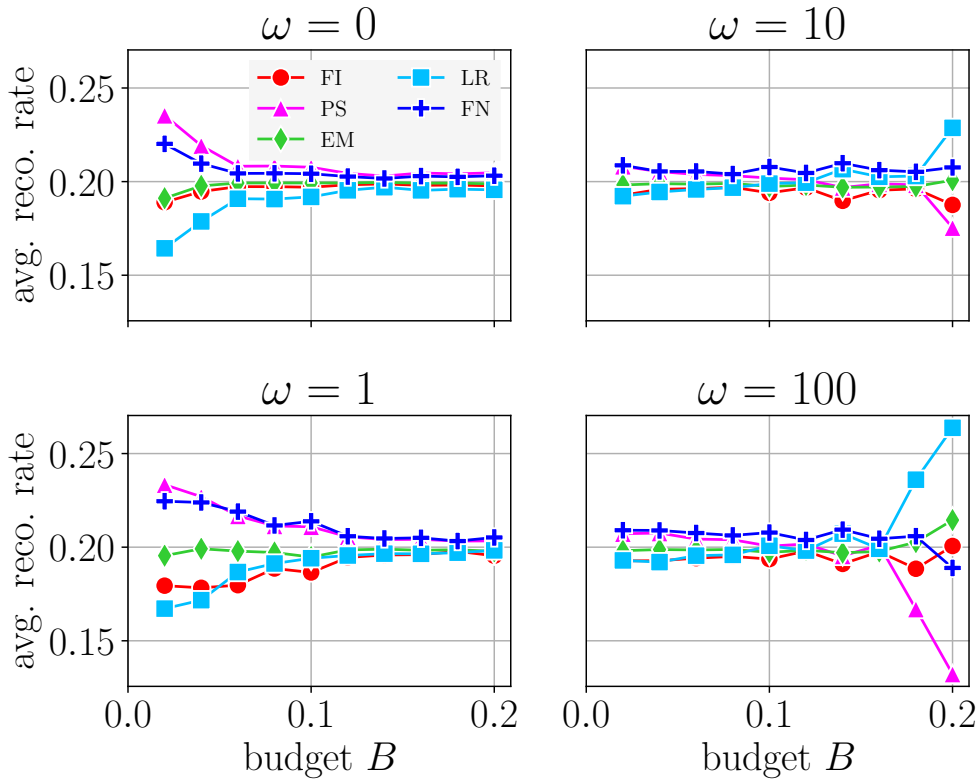 ω = 0
ω = 10
avg. reco. rate
0.25
0.20
0.15
FI
PS
EM
LR
FN
ω = 1
ω = 100
avg. reco. rate
0.25
0.20
0.15
0.0
0.1
0.2
0.0
0.1
0.2
budget B
budget B